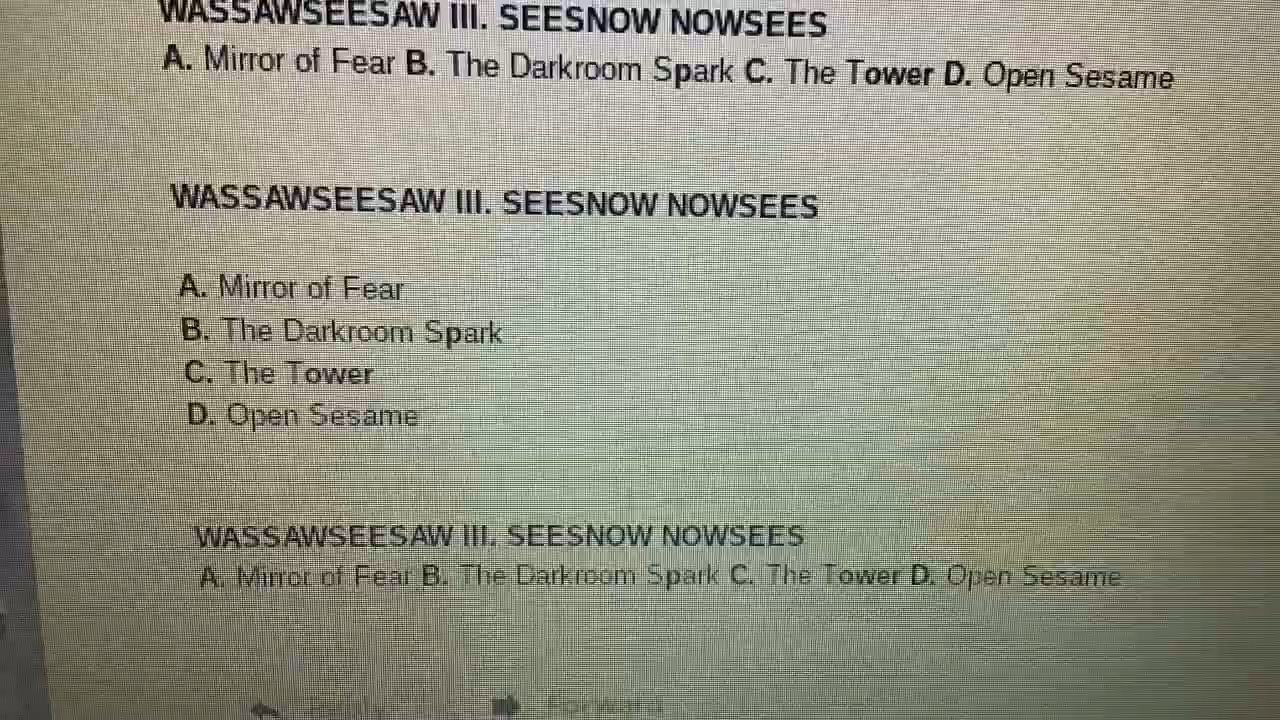 WASSAWSEESAW III. SEESNOW NOWSEES
A. Mirror of Fear B. The Darkroom Spark C. The Tower D. Open Sesame
WASSAWSEESAW III. SEESNOW NOWSEES
A. Mirror of Fear
B. The Darkroom Spark
C. The Tower
D. Open Sesame
WASSAWSEESAW III. SEESNOW NOWSEES
A. Mirror of Fear B. The Darkroom Spark C. The Tower D. Open Sesame
Forward